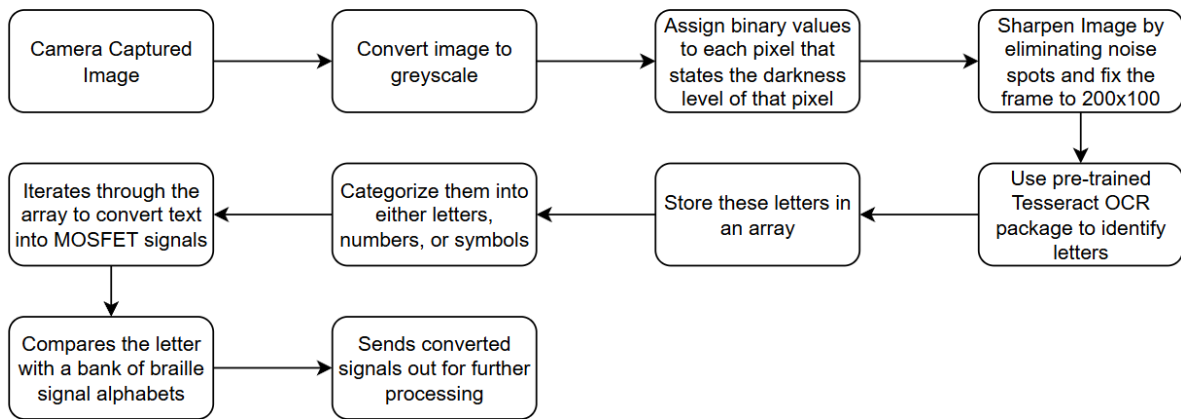 Camera Captured
Image
Convert image to
greyscale
Assign binary values
to each pixel that
states the darkness
level of that pixel
Sharpen Image by
eliminating noise
spots and fix the
frame to 200x100
Use pre-trained
Tesseract OCR
package to identify
letters
Store these letters in
an array
Categorize them into
either letters,
numbers, or symbols
Iterates through the
array to convert text
into MOSFET signals
Compares the letter
with a bank of braille
signal alphabets
Sends converted
signals out for further
processing